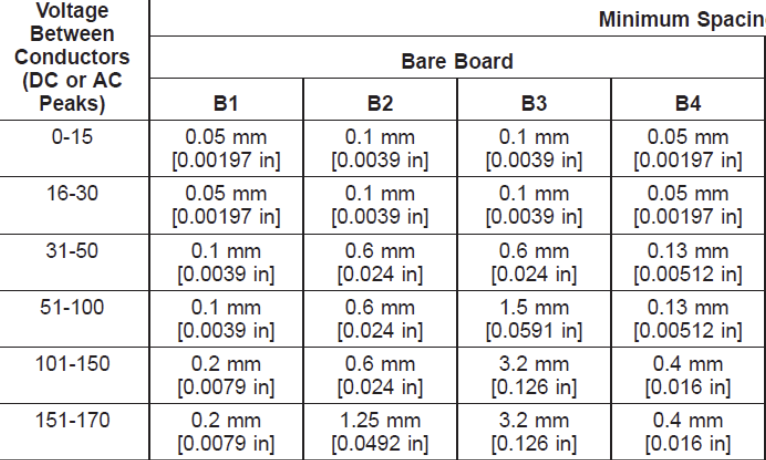 Voltage
Between
Conductors
(DC or AC
Peaks)
Minimum Spacin
Bare Board
B1 B2 B3 B4
0-15 0.05 mm 0.1 mm 0.1 mm 0.05 mm
[0.00197 in] [0.0039 in] [0.0039 in] [0.00197 in]
16-30 0.05 mm 0.1 mm 0.1 mm 0.05 mm
[0.00197 in] [0.0039 in] [0.0039 in] [0.00197 in]
31-50 0.1 mm 0.6 mm 0.6 mm 0.13 mm
[0.0039 in] [0.024 in] [0.024 in] [0.00512 in]
51-100 0.1 mm 0.6 mm 1.5 mm 0.13 mm
[0.0039 in] [0.024 in] [0.0591 in] [0.00512 in]
101-150 0.2 mm 0.6 mm 3.2 mm 0.4 mm
[0.0079 in] [0.024 in] [0.126 in] [0.016 in]
151-170 0.2 mm 1.25 mm 3.2 mm 0.4 mm
[0.0079 in] [0.0492 in] [0.126 in] [0.016 in]